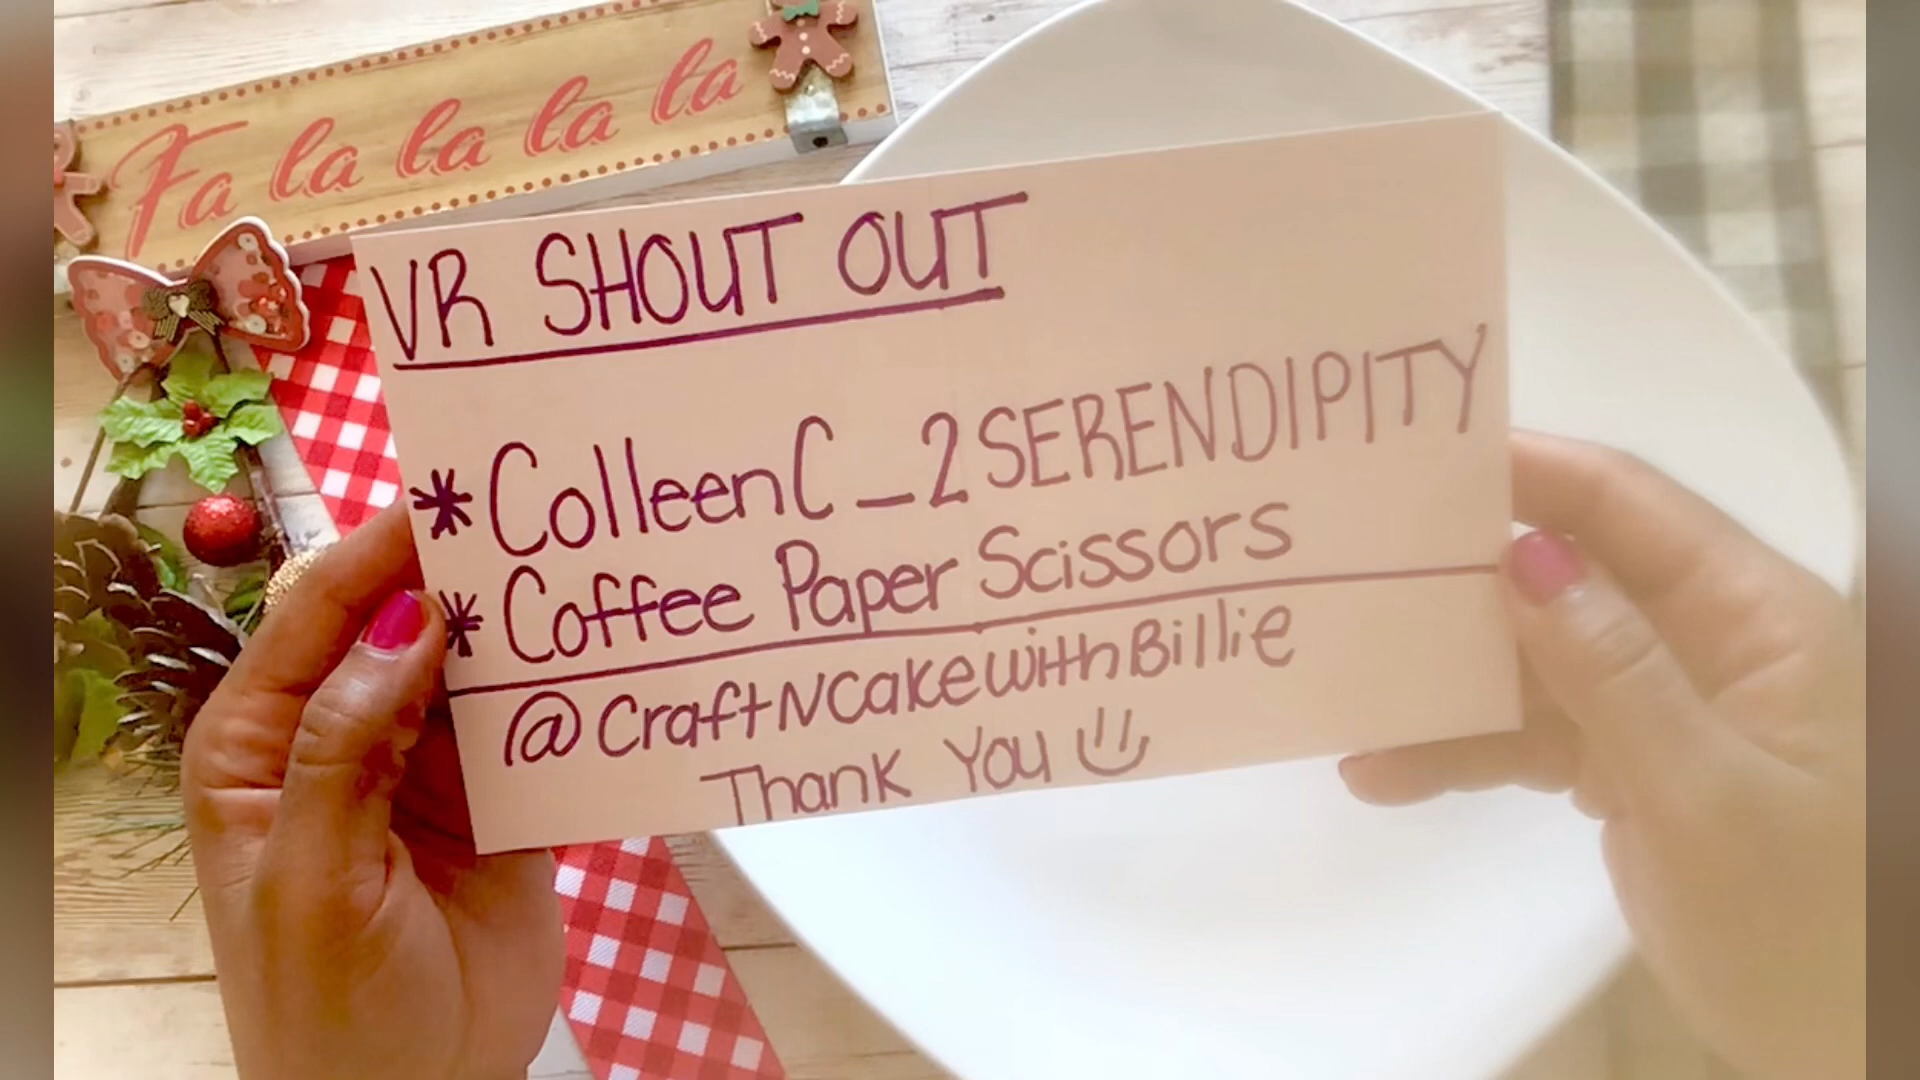 Fa la la la la
VR SHOUT OUT
* ColleenC_2SERENDIPITY
* Coffee Paper Scissors
@CraftNCakewithBillie
Thank You